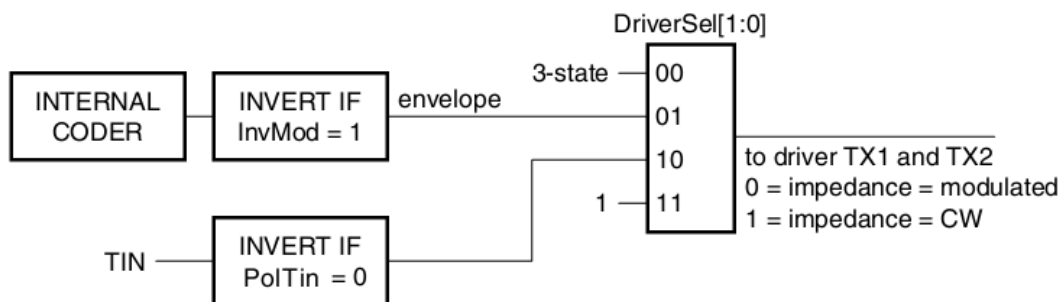 DriverSel[1:0]
3-state
00
INTERNAL
CODER
INVERT IF
InvMod = 1
envelope
01
10
1
11
to driver TX1 and TX2
0 = impedance = modulated
1 = impedance = CW
TIN
INVERT IF
PolTin = 0